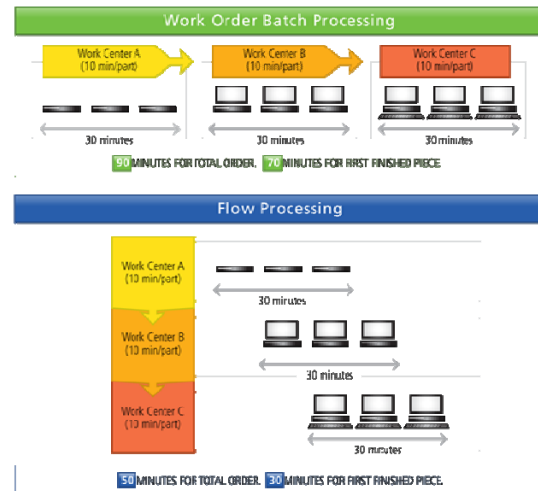 Work Order Batch Processing
Work Center A
(10 min/part)
Work Center B
(10 min/part)
Work Center C
(10 min/part)
30 minutes
30 minutes
30 minutes
90 MINUTES FOR TOTAL ORDER. 70 MINUTES FOR FIRST FINISHED PIECE.
Flow Processing
Work Center A
(10 min/part)
30 minutes
Work Center B
(10 min/part)
30 minutes
Work Center C
(10 min/part)
30 minutes
50 MINUTES FOR TOTAL ORDER. 30 MINUTES FOR FIRST FINISHED PIECE.